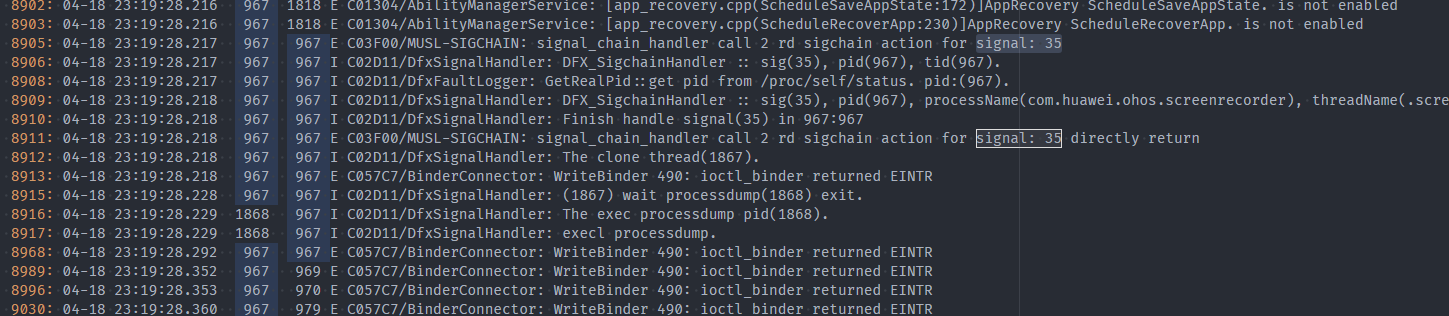 8902: 04-18 23:19:28.216 967 1818 E C01304/AbilityManagerService: [app_recovery.cpp(ScheduleSaveAppState:172)]AppRecovery ScheduleSaveAppState. is not enabled
8903: 04-18 23:19:28.216 967 1818 E C01304/AbilityManagerService: [app_recovery.cpp(ScheduleRecoverApp:230)]AppRecovery ScheduleRecoverApp. is not enabled
8905: 04-18 23:19:28.217 967 967 E C03F00/MUSL-SIGCHAIN: signal_chain_handler call 2 rd sigchain action for signal: 35
8906: 04-18 23:19:28.217 967 967 I C02D11/DfxSignalHandler: DFX_SigchainHandler :: sig(35), pid(967), tid(967).
8908: 04-18 23:19:28.217 967 967 I C02D11/DfxFaultLogger: GetRealPid::get pid from /proc/self/status. pid:(967).
8909: 04-18 23:19:28.218 967 967 I C02D11/DfxSignalHandler: DFX_SigchainHandler :: sig(35), pid(967), processName(com.huawei.ohos.screenrecorder), threadName(.scre
8910: 04-18 23:19:28.218 967 967 I C02D11/DfxSignalHandler: Finish handle signal(35) in 967:967
8911: 04-18 23:19:28.218 967 967 E C03F00/MUSL-SIGCHAIN: signal_chain_handler call 2 rd sigchain action for signal: 35 directly return
8912: 04-18 23:19:28.218 967 967 I C02D11/DfxSignalHandler: The clone thread(1867).
8913: 04-18 23:19:28.218 967 967 E C057C7/BinderConnector: WriteBinder 490: ioctl_binder returned EINTR
8915: 04-18 23:19:28.228 967 967 I C02D11/DfxSignalHandler: (1867) wait processdump(1868) exit.
8916: 04-18 23:19:28.229 1868 967 I C02D11/DfxSignalHandler: The exec processdump pid(1868).
8917: 04-18 23:19:28.229 1868 967 I C02D11/DfxSignalHandler: execl processdump.
8968: 04-18 23:19:28.292 967 967 E C057C7/BinderConnector: WriteBinder 490: ioctl_binder returned EINTR
8989: 04-18 23:19:28.352 967 969 E C057C7/BinderConnector: WriteBinder 490: ioctl_binder returned EINTR
8996: 04-18 23:19:28.353 967 970 E C057C7/BinderConnector: WriteBinder 490: ioctl_binder returned EINTR
9030: 04-18 23:19:28.360 967 979 E C057C7/BinderConnector: WriteBinder 490: ioctl_binder returned EINTR